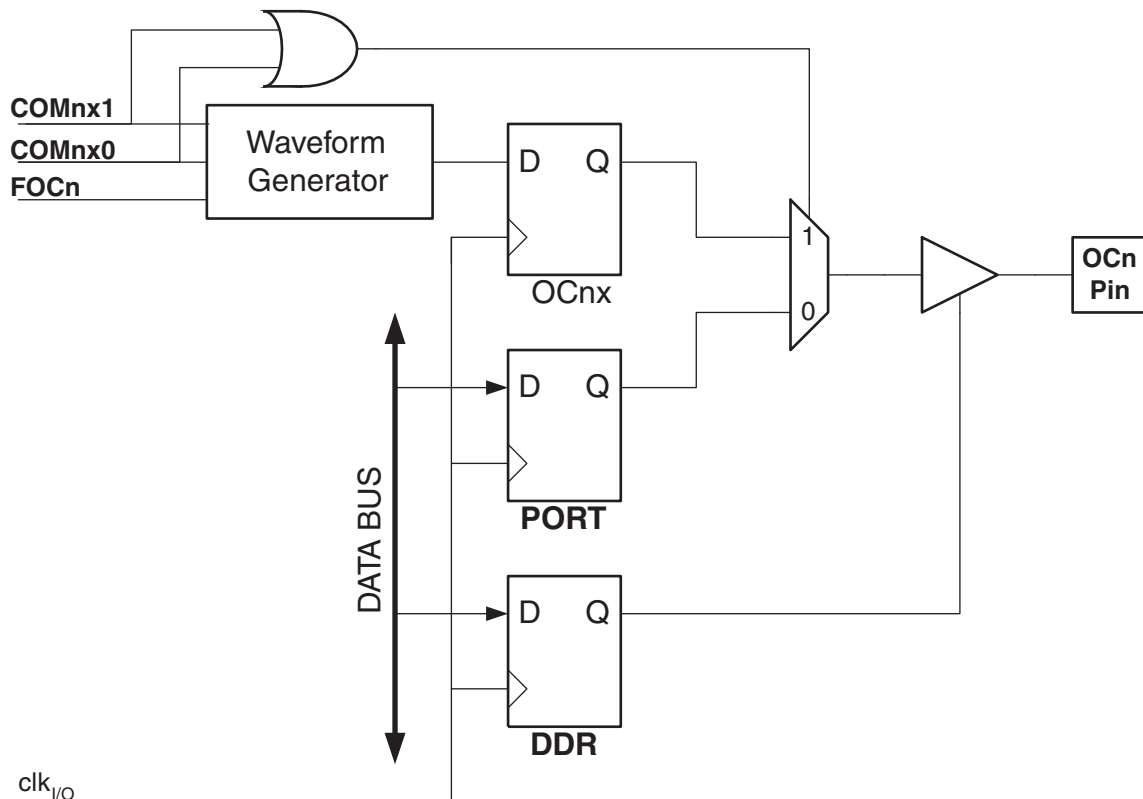 COMnx1
COMnx0
FOCn
Waveform
Generator
D Q
OCnx
1
0
OCn
Pin
D Q
PORT
DATA BUS
D Q
DDR
clkI/O